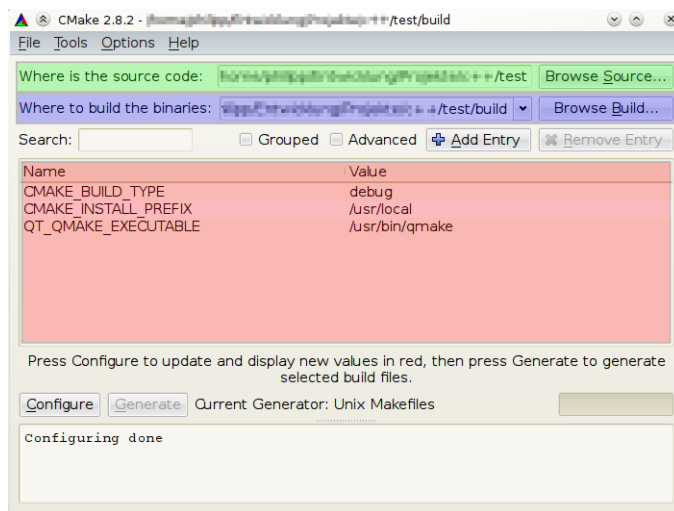 CMake 2.8.2 - /test/build
File Tools Options Help
Where is the source code: /test Browse Source...
Where to build the binaries: /test/build Browse Build...
Search: Grouped Advanced Add Entry Remove Entry
Name Value
CMAKE_BUILD_TYPE debug
CMAKE_INSTALL_PREFIX /usr/local
QT_QMAKE_EXECUTABLE /usr/bin/qmake
Press Configure to update and display new values in red, then press Generate to generate
selected build files.
Configure Generate Current Generator: Unix Makefiles
Configuring done